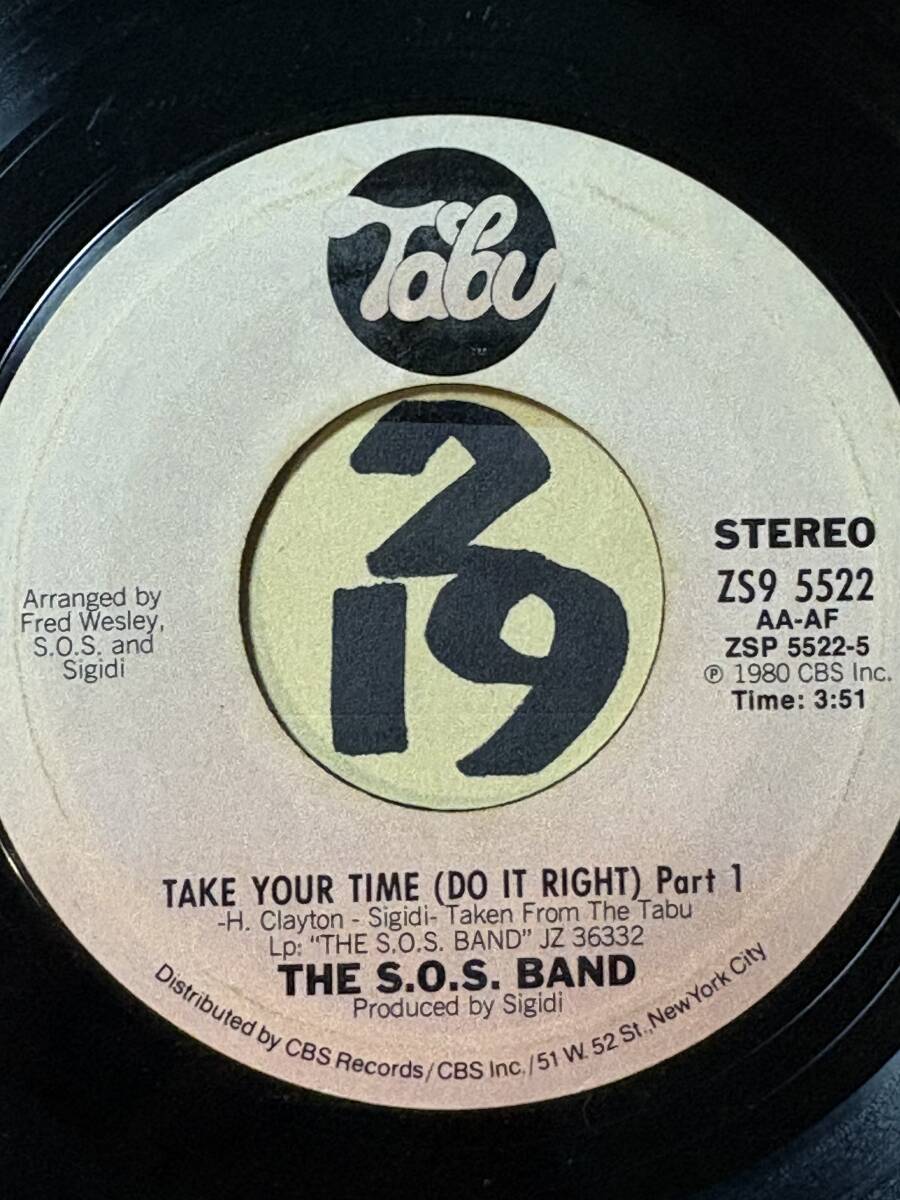 Tabu
2
19
STEREO
ZS9 5522
AA-AF
ZSP 5522-5
℗ 1980 CBS Inc.
Time: 3:51
Arranged by
Fred Wesley,
S.O.S. and
Sigidi
TAKE YOUR TIME (DO IT RIGHT) Part 1
-H. Clayton - Sigidi- Taken From The Tabu
Lp: "THE S.O.S. BAND" JZ 36332
THE S.O.S. BAND
Produced by Sigidi
Distributed by CBS Records/CBS Inc./51 W. 52 St., New York City